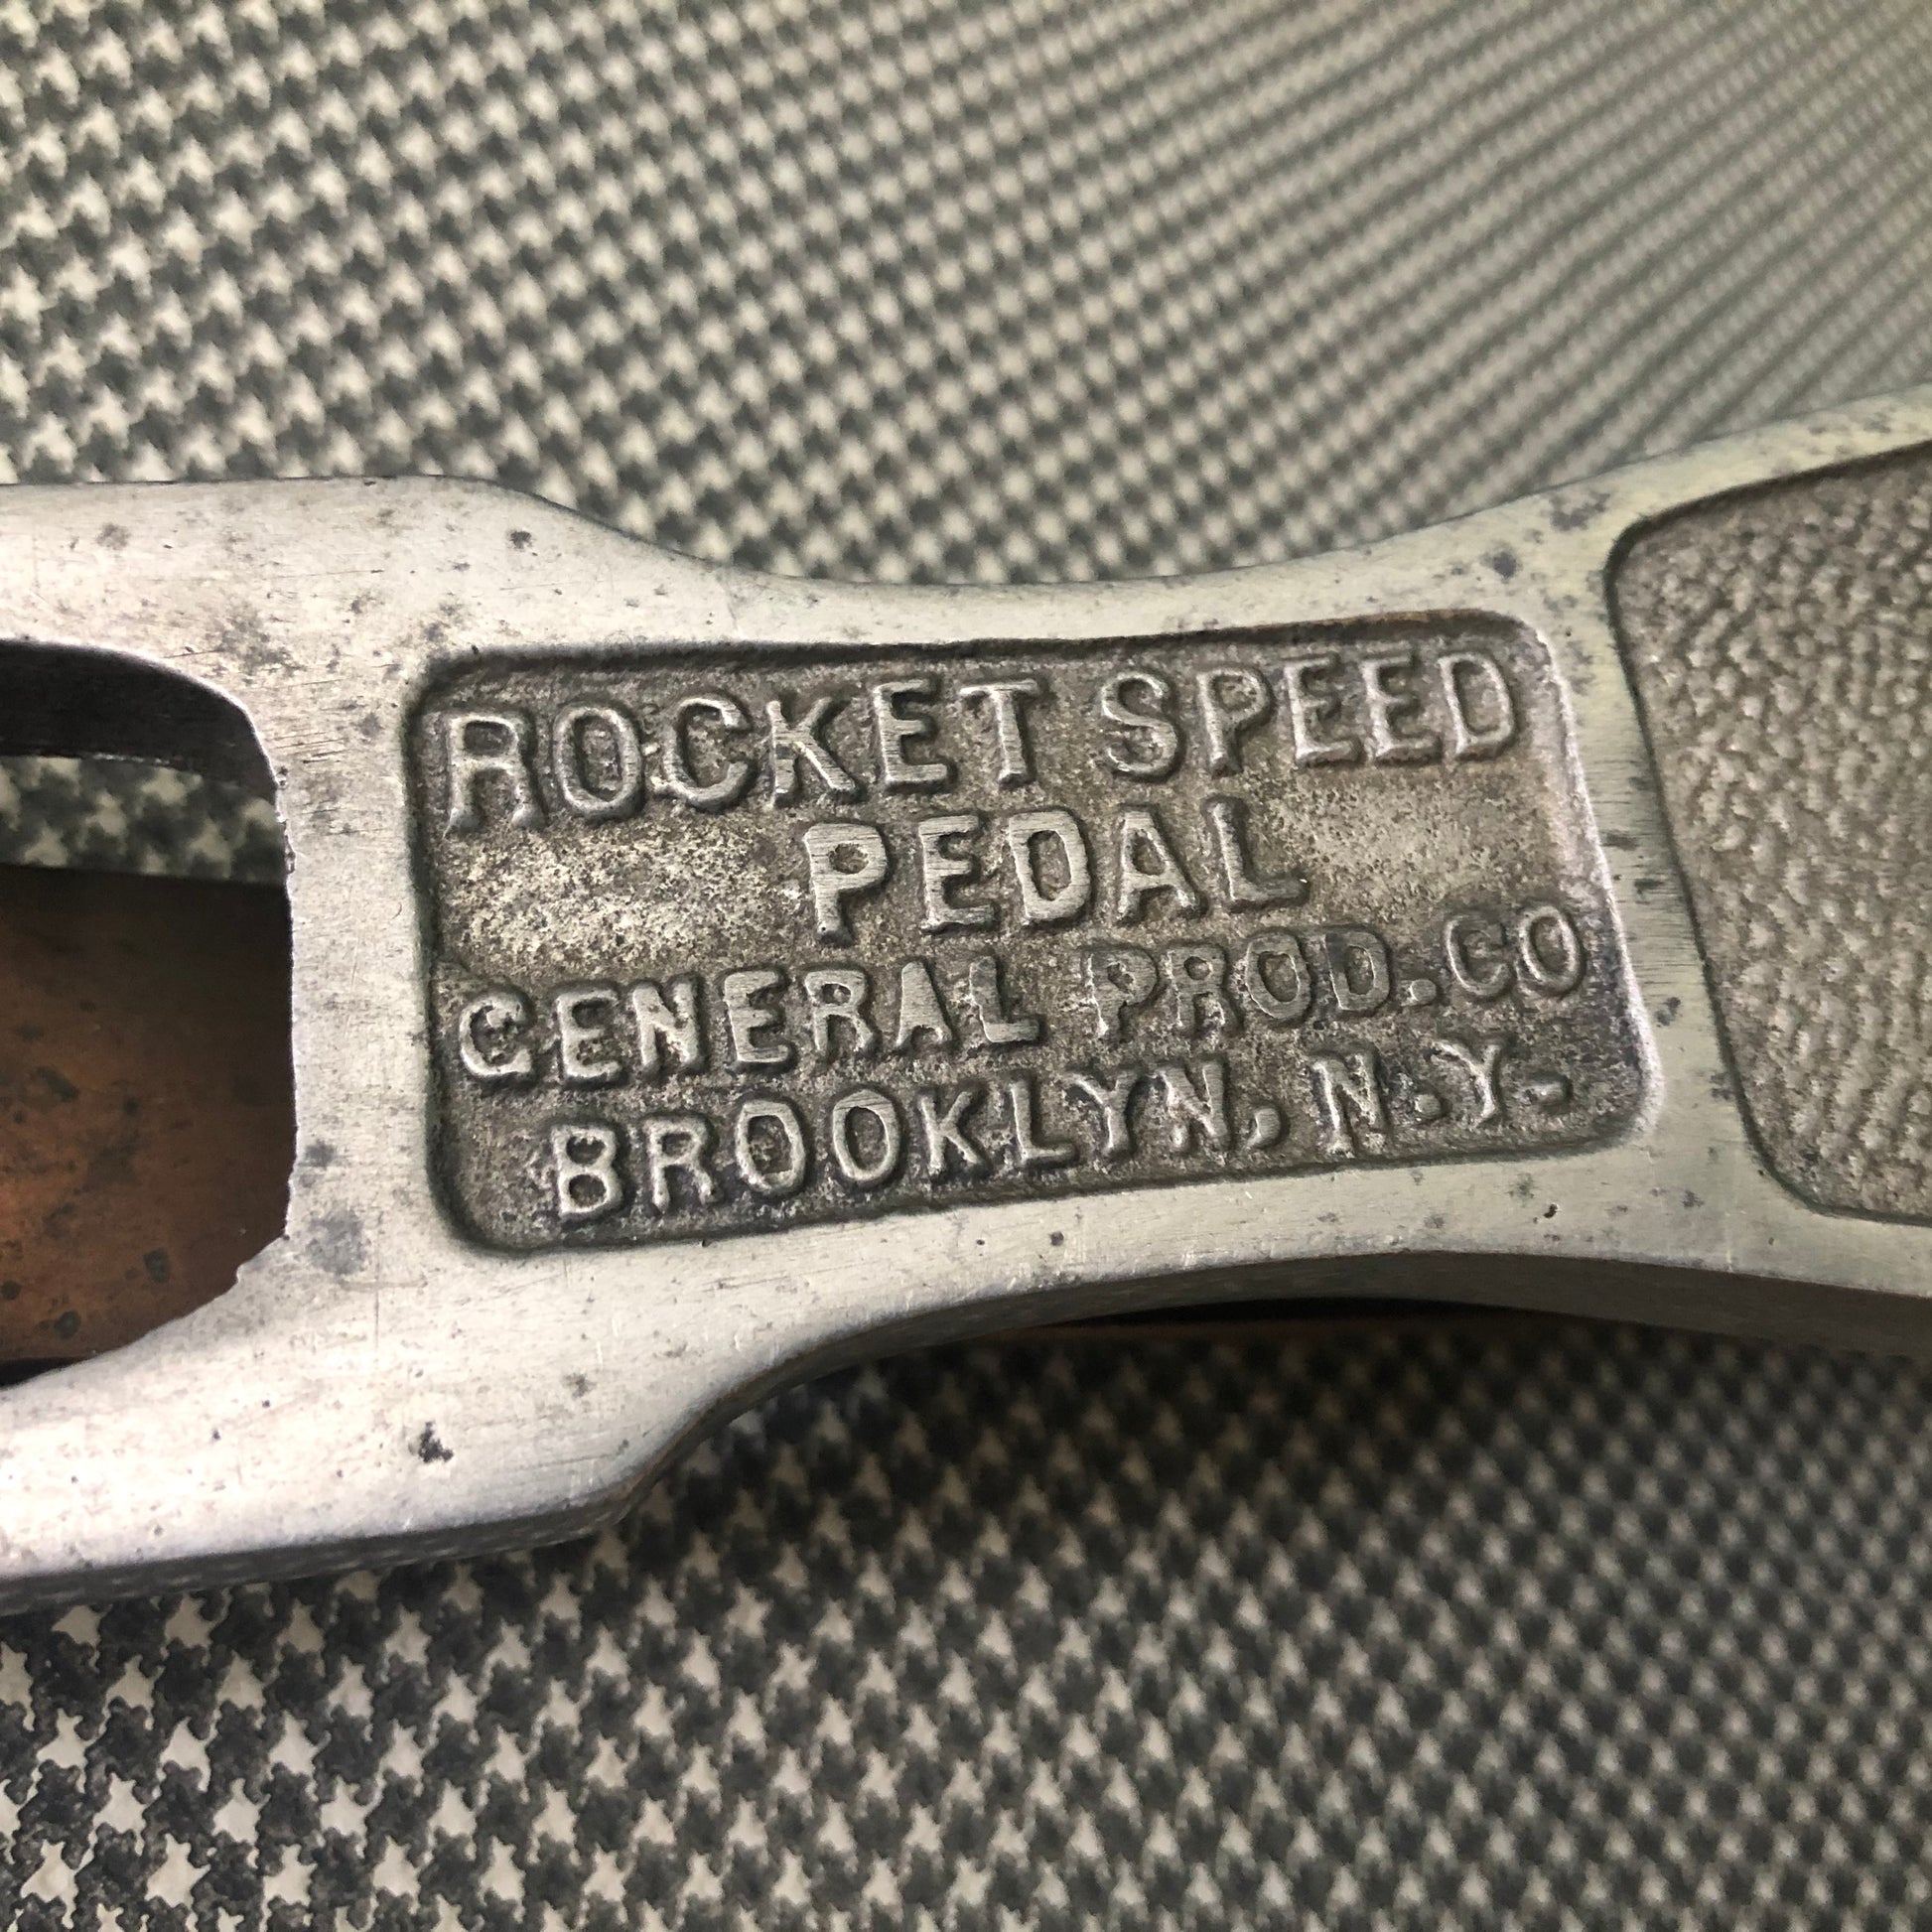 ROCKET SPEED
PEDAL
GENERAL PROD.CO
BROOKLYN, N.Y.